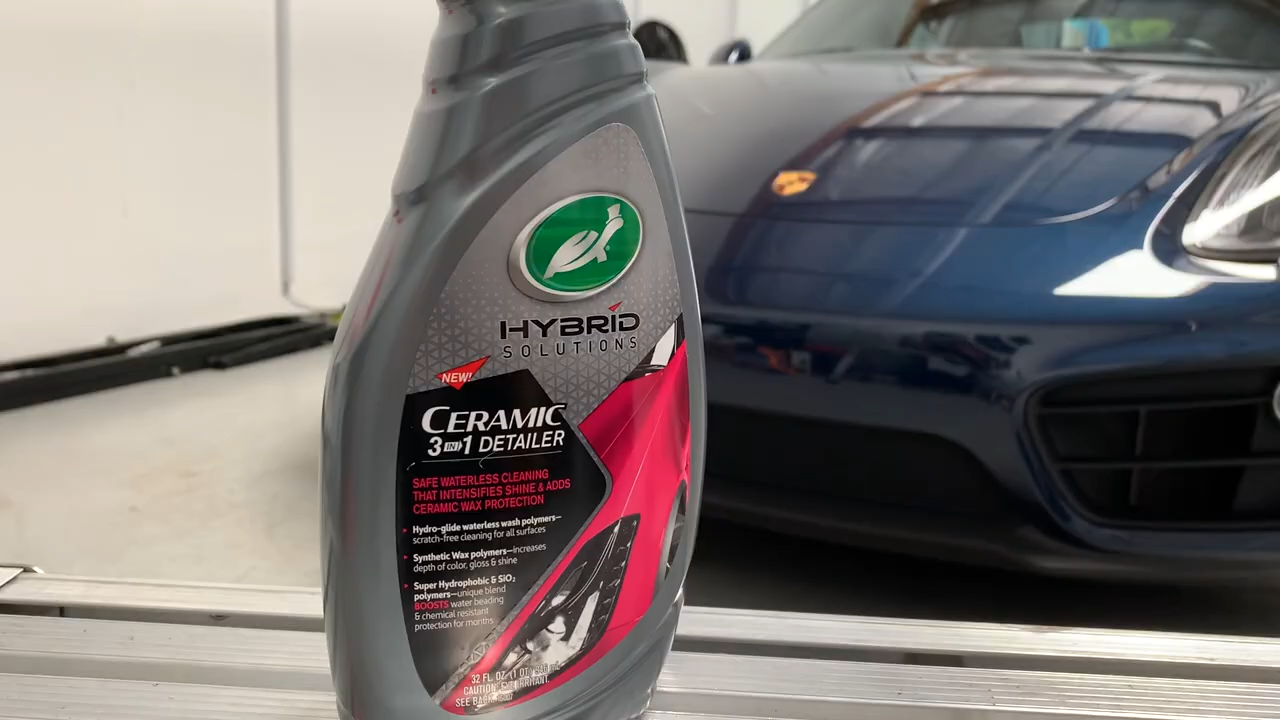 HYBRID
SOLUTIONS
NEW!
CERAMIC
3 IN 1 DETAILER
SAFE WATERLESS CLEANING
THAT INTENSIFIES SHINE & ADDS
CERAMIC WAX PROTECTION
Hydro-glide waterless wash polymers—
scratch-free cleaning for all surfaces
Synthetic Wax polymers—increases
depth of color, gloss & shine
Super Hydrophobic & SiO₂
polymers—unique blend
BOOSTS water beading
& chemical resistant
protection for months
32 FL. OZ. (1 QT.)
CAUTION: IRRITANT.
SEE BACK